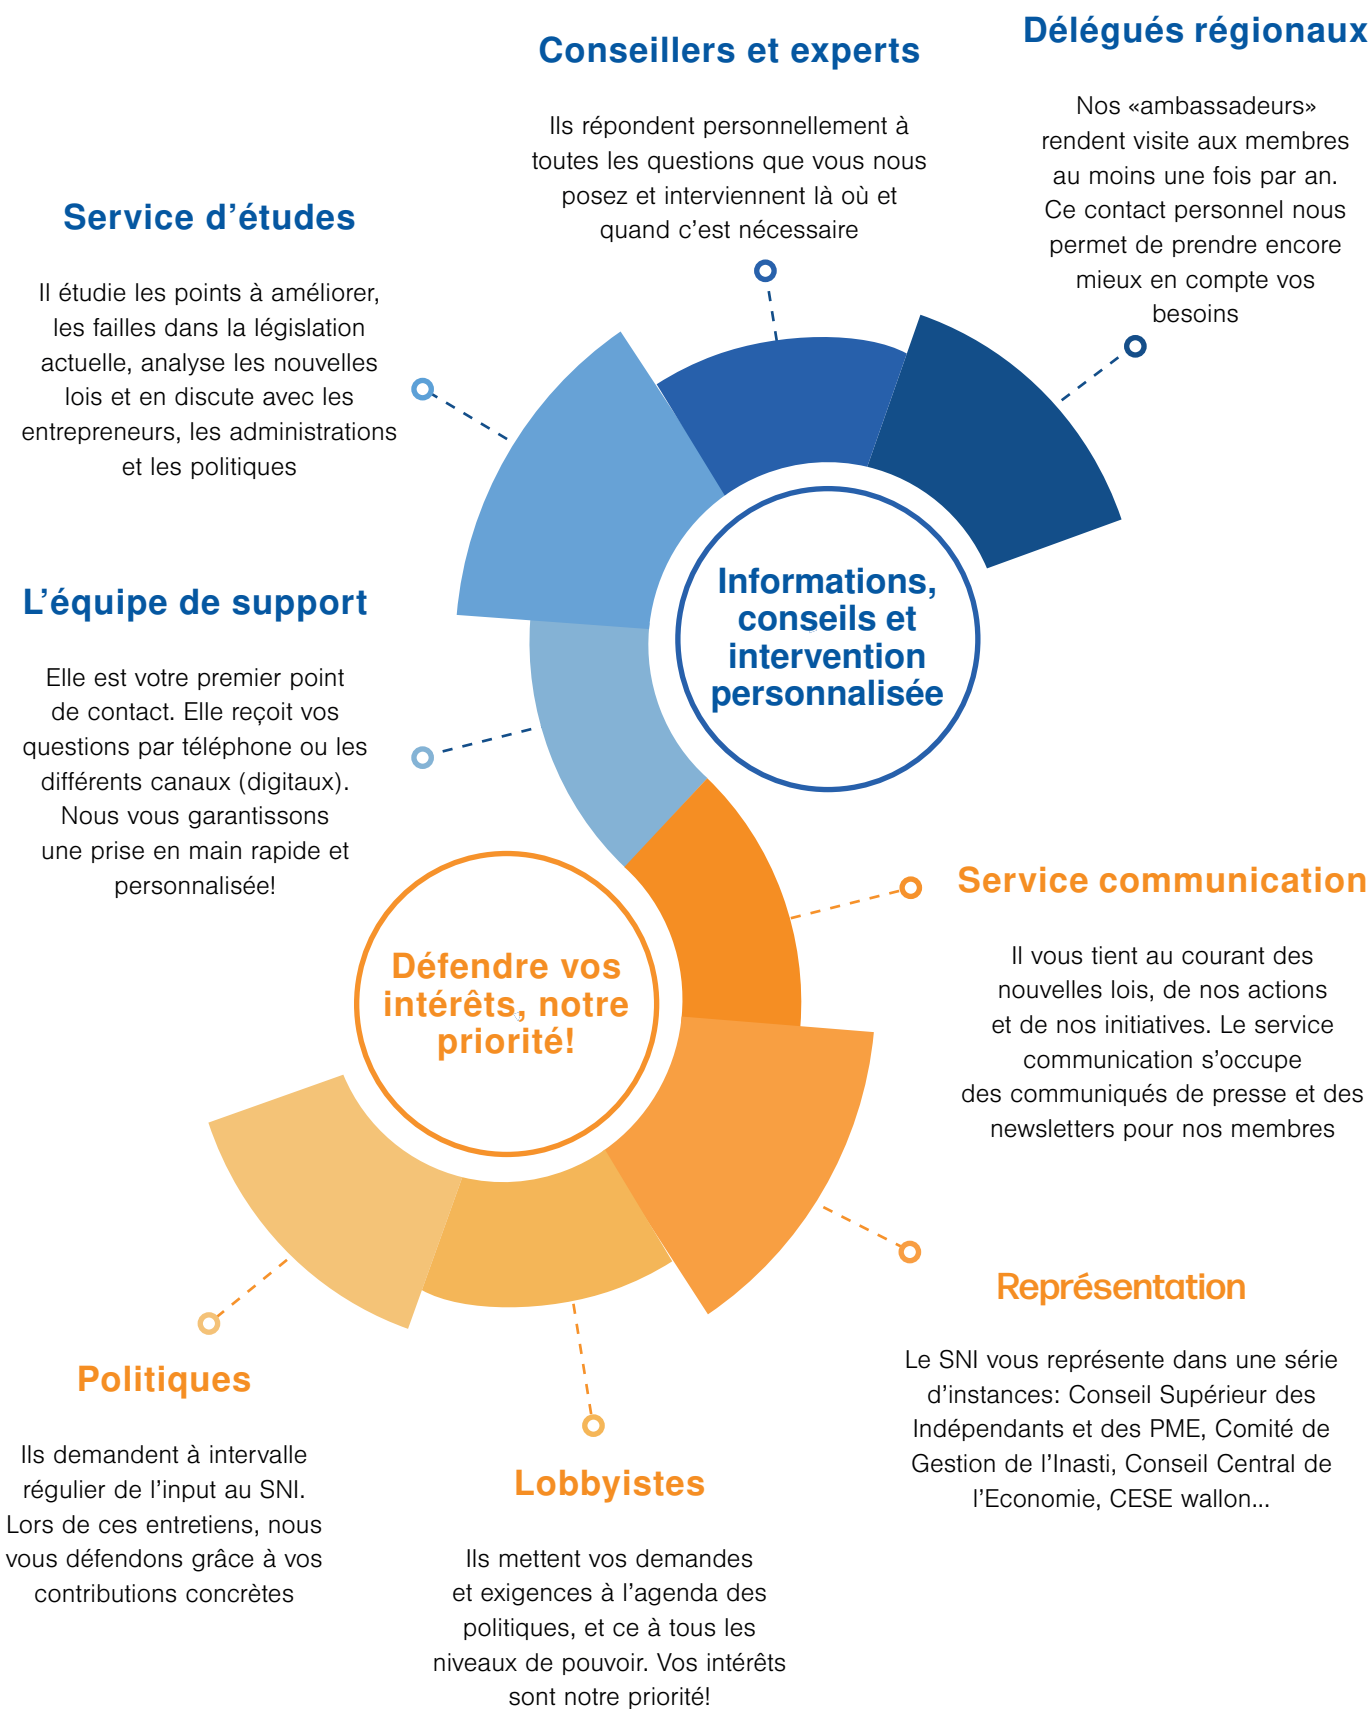 Délégués régionaux
Nos «ambassadeurs»
rendent visite aux membres
au moins une fois par an.
Ce contact personnel nous
permet de prendre encore
mieux en compte vos
besoins
Conseillers et experts
Ils répondent personnellement à
toutes les questions que vous nous
posez et interviennent là où et
quand c'est nécessaire
Service d'études
Il étudie les points à améliorer,
les failles dans la législation
actuelle, analyse les nouvelles
lois et en discute avec les
entrepreneurs, les administrations
et les politiques
L'équipe de support
Elle est votre premier point
de contact. Elle reçoit vos
questions par téléphone ou les
différents canaux (digitaux).
Nous vous garantissons
une prise en main rapide et
personnalisée!
Informations,
conseils et
intervention
personnalisée
Défendre vos
intérêts, notre
priorité!
Service communication
Il vous tient au courant des
nouvelles lois, de nos actions
et de nos initiatives. Le service
communication s'occupe
des communiqués de presse et des
newsletters pour nos membres
Représentation
Le SNI vous représente dans une série
d'instances: Conseil Supérieur des
Indépendants et des PME, Comité de
Gestion de l'Inasti, Conseil Central de
l'Economie, CESE wallon...
Politiques
Ils demandent à intervalle
régulier de l'input au SNI.
Lors de ces entretiens, nous
vous défendons grâce à vos
contributions concrètes
Lobbyistes
Ils mettent vos demandes
et exigences à l'agenda des
politiques, et ce à tous les
niveaux de pouvoir. Vos intérêts
sont notre priorité!